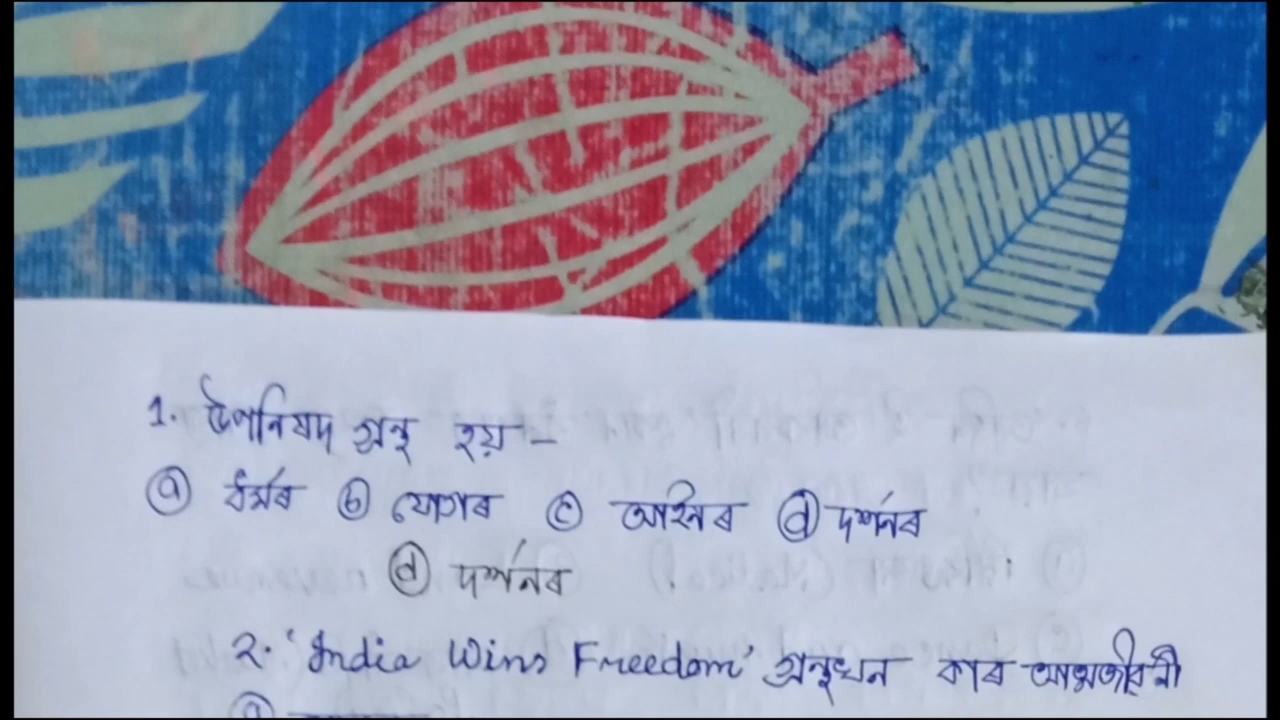 1. উপনিষদ গ্ৰন্থ হয় –
ⓐ ধৰ্মৰ ⓑ যোগৰ ⓒ আইনৰ ⓓ দৰ্শনৰ
ⓓ দৰ্শনৰ
2. 'India Wins Freedom' গ্ৰন্থখন কাৰ আত্মজীৱনী
ⓐ